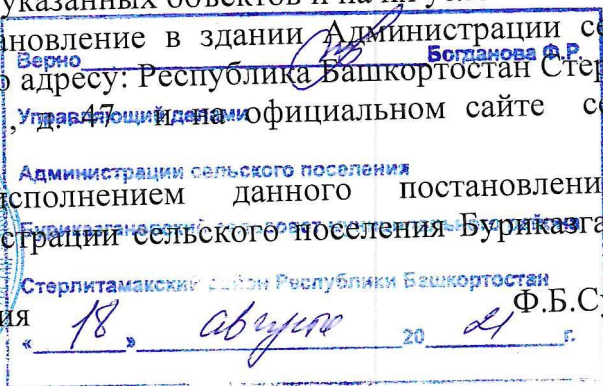 указанных объектов и на их
ановление в здании Администрации се
Верно Богданова Ф.Р.
адресу: Республика Башкортостан Стер
, д. 47 и на официальном сайте се
Управляющий делами
Администрации сельского поселения
исполнением данного постановлени
Буриказгановский сельсовет муниципального района
страции сельского поселения Буриказга
Стерлитамакский район Республики Башкортостан
ия Ф.Б.Су
« 18 » августа 20 21 г.